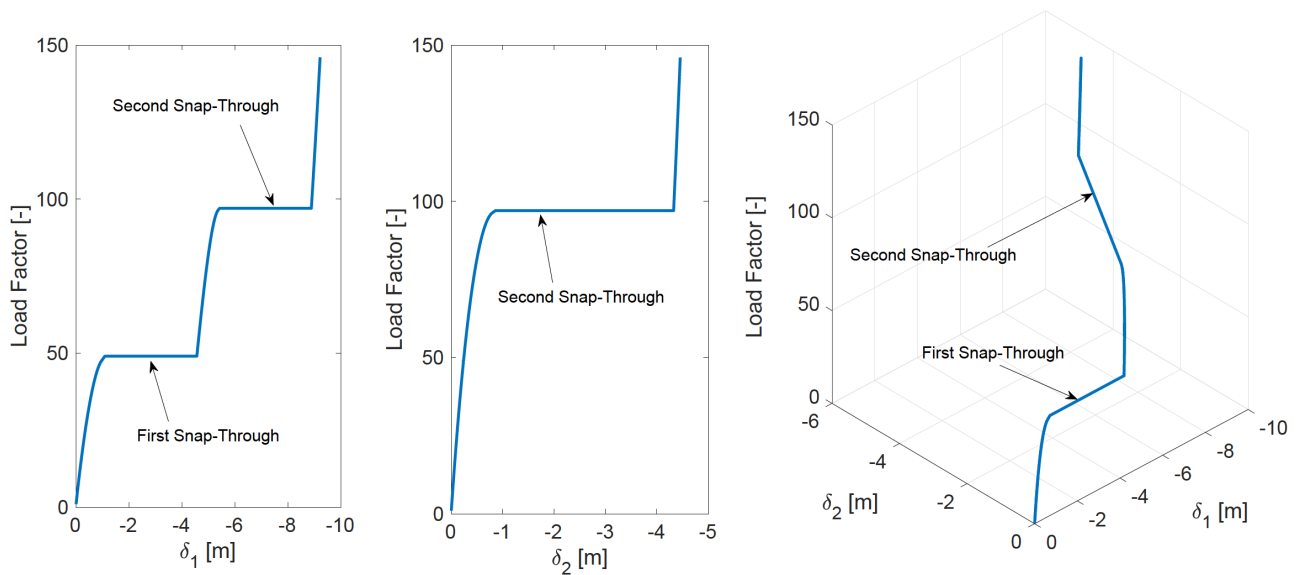 150
100
50
0
Load Factor [-]
Second Snap-Through
First Snap-Through
0 -2 -4 -6 -8 -10
δ1 [m]
150
100
50
0
Load Factor [-]
Second Snap-Through
0 -1 -2 -3 -4 -5
δ2 [m]
150
100
50
0
Load Factor [-]
Second Snap-Through
First Snap-Through
-6
-4
-2
0
δ2 [m]
0
-2
-4
-6
-8
-10
δ1 [m]